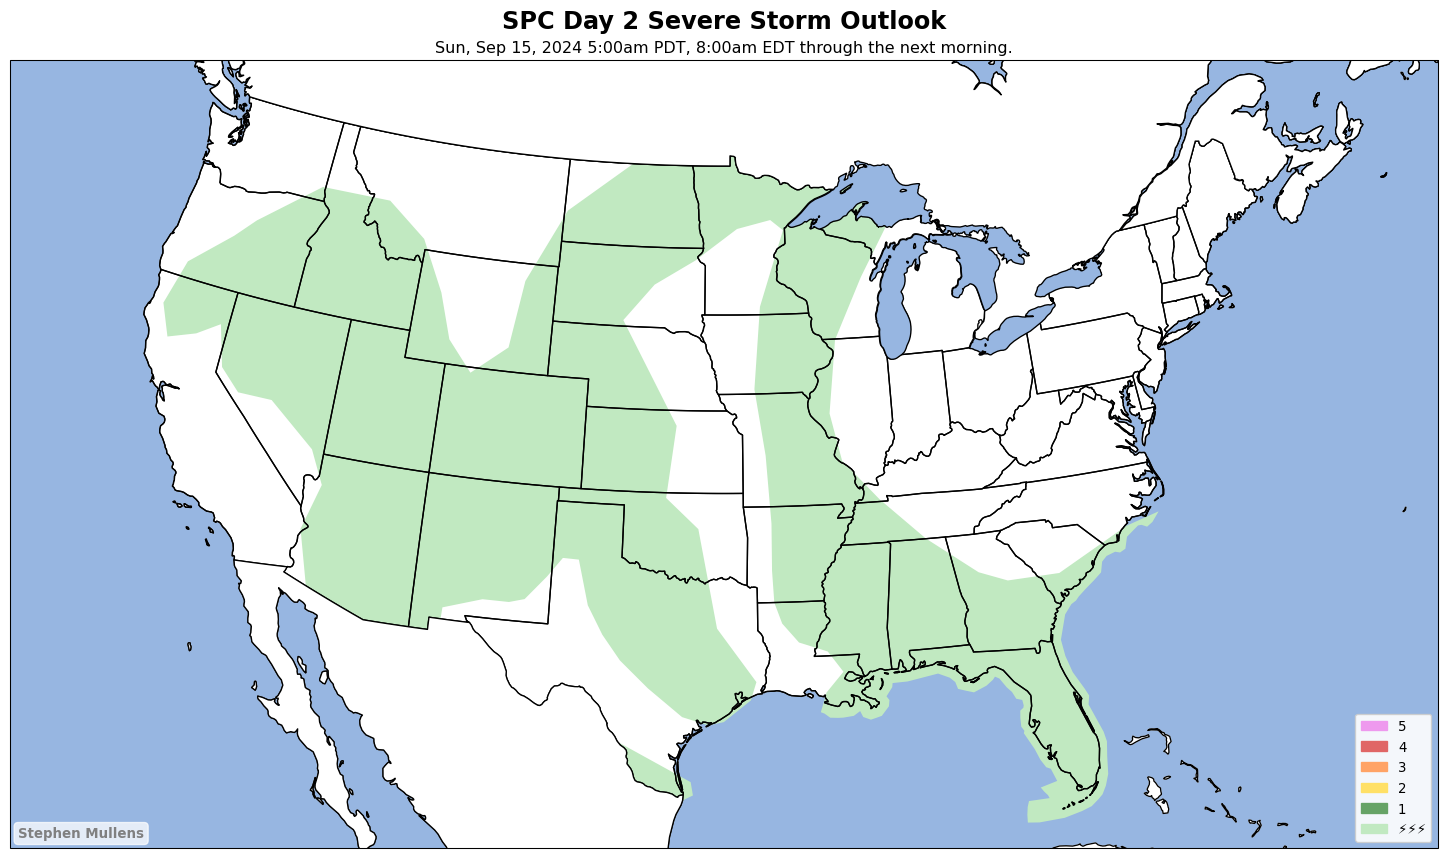 SPC Day 2 Severe Storm Outlook
Sun, Sep 15, 2024 5:00am PDT, 8:00am EDT through the next morning.
5
4
3
2
1
⚡⚡⚡
Stephen Mullens